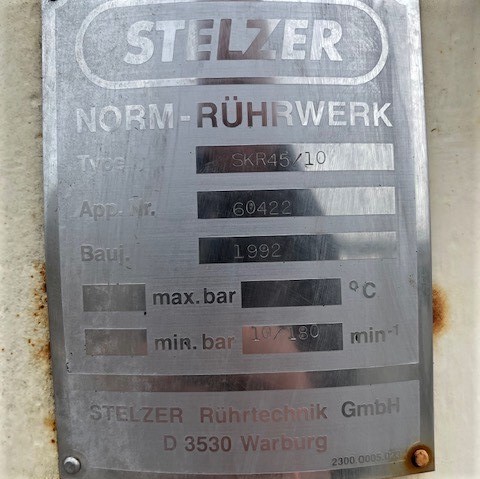 STELZER
NORM-RÜHRWERK
Type SKR45/10
App.-Nr. 60422
Bauj. 1992
max. bar °C
min. bar 10/180 min-1
STELZER Rührtechnik GmbH
D 3530 Warburg